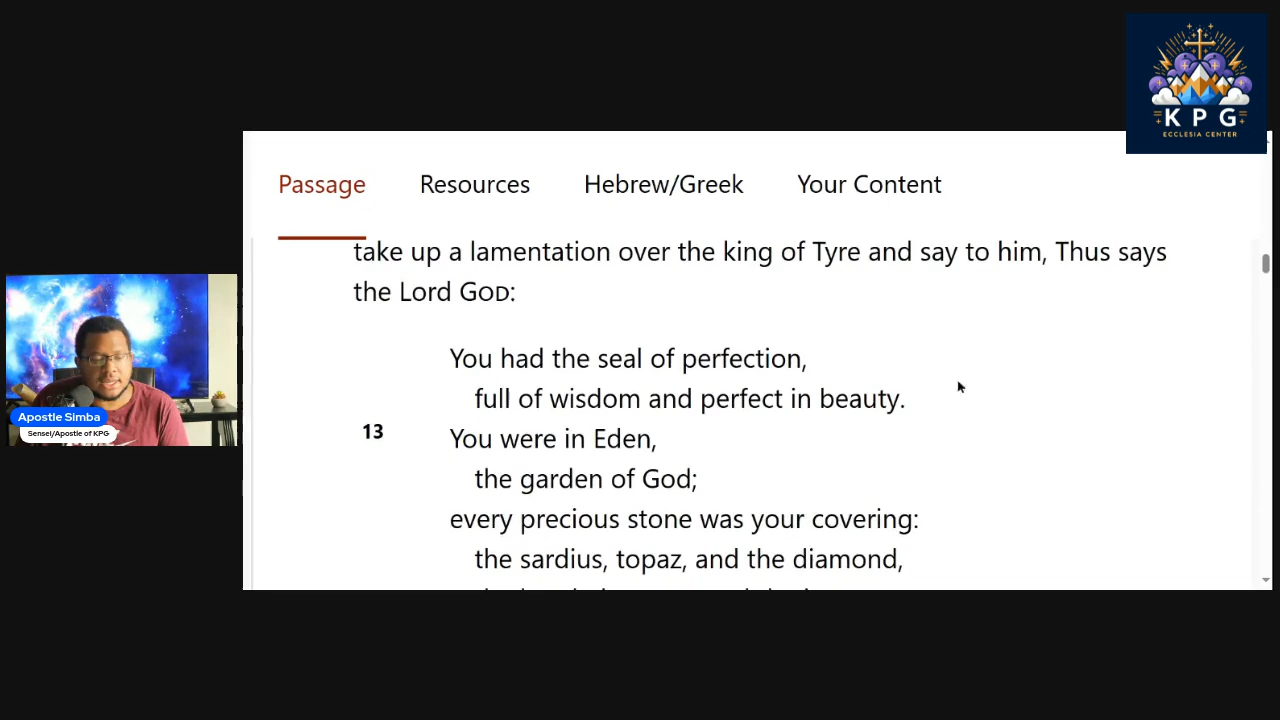 KPG
ECCLESIA CENTER
Passage Resources Hebrew/Greek Your Content
take up a lamentation over the king of Tyre and say to him, Thus says
the Lord GOD:
You had the seal of perfection,
full of wisdom and perfect in beauty.
13 You were in Eden,
the garden of God;
every precious stone was your covering:
the sardius, topaz, and the diamond,
Apostle Simba
Sensei/Apostle of KPG